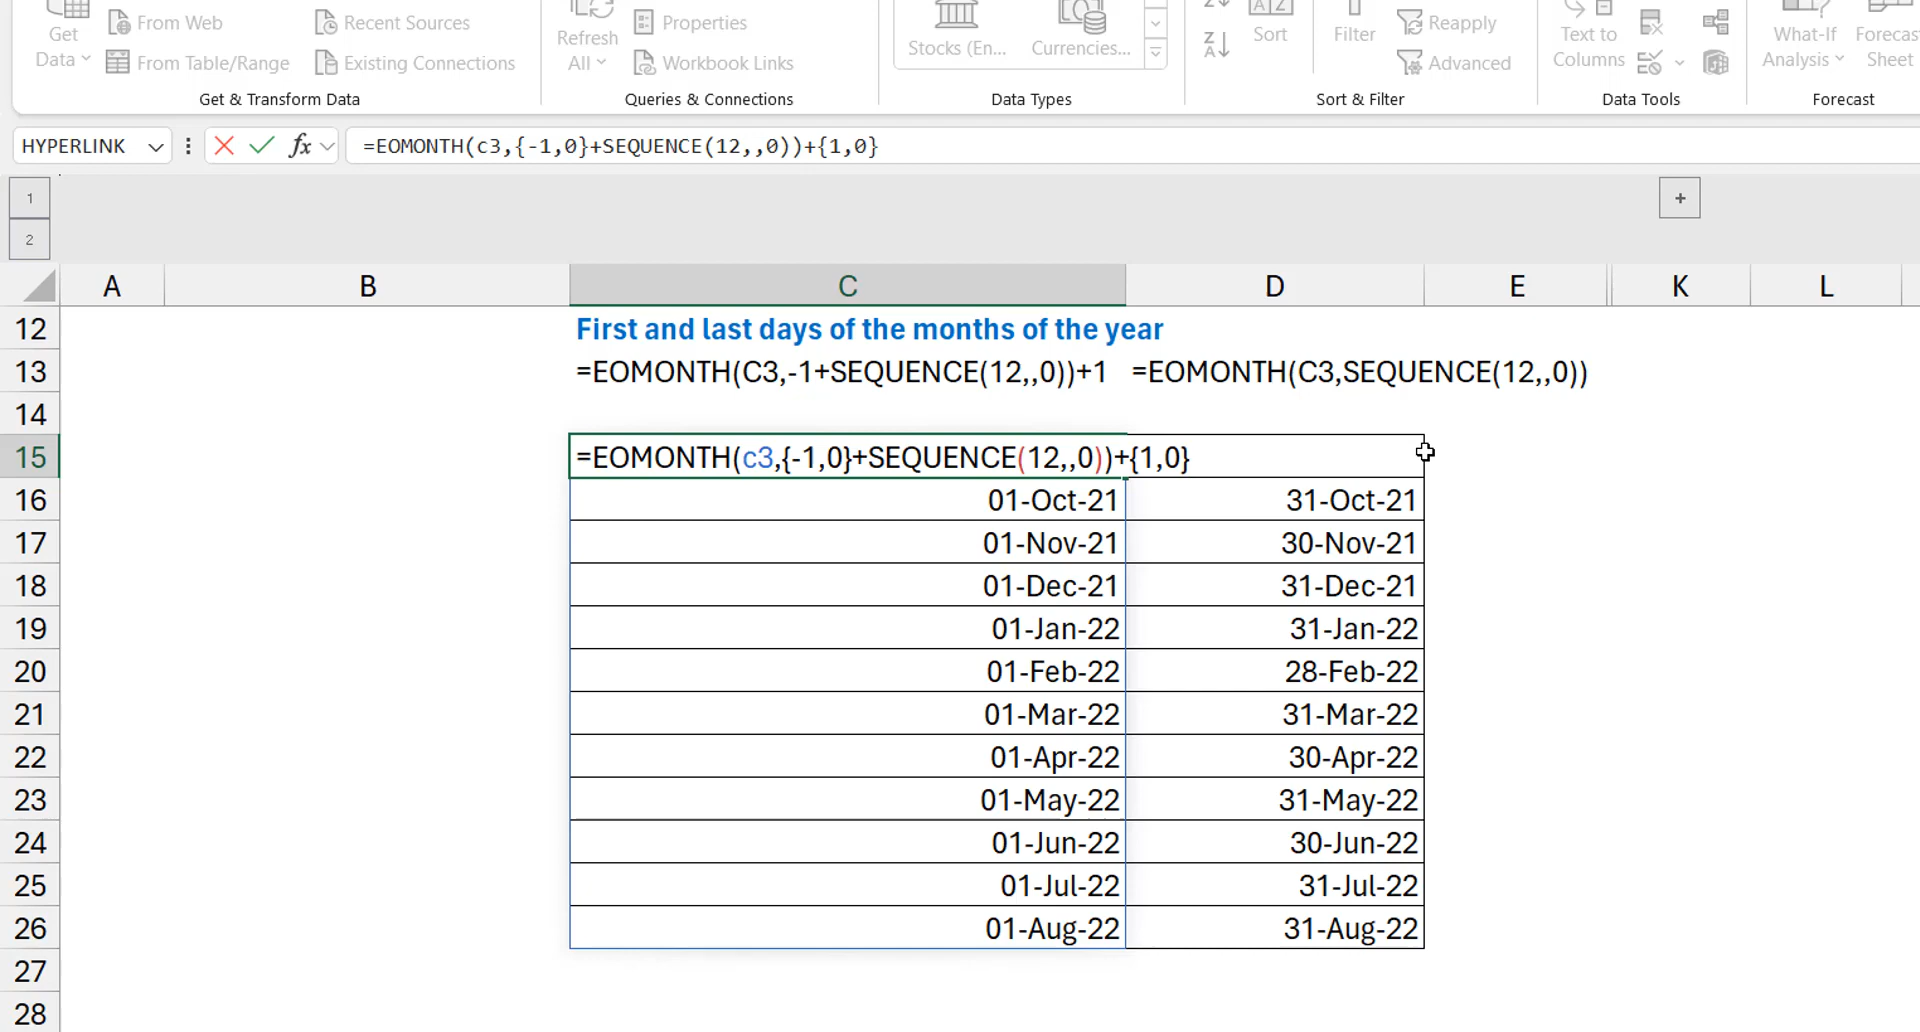 Get Data
From Web
From Table/Range
Recent Sources
Existing Connections
Get & Transform Data
Refresh All
Properties
Workbook Links
Queries & Connections
Stocks (En...
Currencies...
Data Types
Z A
A Z
Sort
Filter
Reapply
Advanced
Sort & Filter
Text to Columns
Data Tools
What-If Analysis
Forecas
Sheet
Forecast
HYPERLINK
fx
=EOMONTH(c3,{-1,0}+SEQUENCE(12,,0))+{1,0}
1
+
2
A B C D E K L
12 First and last days of the months of the year
13 =EOMONTH(C3,-1+SEQUENCE(12,,0))+1 =EOMONTH(C3,SEQUENCE(12,,0))
14
15 =EOMONTH(c3,{-1,0}+SEQUENCE(12,,0))+{1,0}
16 01-Oct-21 31-Oct-21
17 01-Nov-21 30-Nov-21
18 01-Dec-21 31-Dec-21
19 01-Jan-22 31-Jan-22
20 01-Feb-22 28-Feb-22
21 01-Mar-22 31-Mar-22
22 01-Apr-22 30-Apr-22
23 01-May-22 31-May-22
24 01-Jun-22 30-Jun-22
25 01-Jul-22 31-Jul-22
26 01-Aug-22 31-Aug-22
27
28